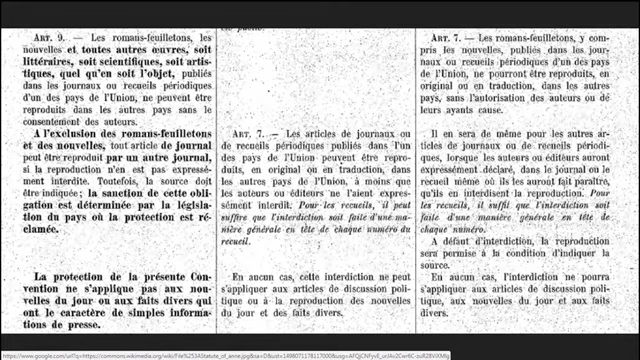 ART. 9. — Les romans-feuilletons, les
nouvelles et toutes autres œuvres, soit
littéraires, soit scientifiques, soit artis-
tiques, quel qu'en soit l'objet, publiés
dans les journaux ou recueils périodiques
d'un des pays de l'Union, ne peuvent être
reproduits dans les autres pays sans le
consentement des auteurs.
A l'exclusion des romans-feuilletons
et des nouvelles, tout article de journal
peut être reproduit par un autre journal,
si la reproduction n'en est pas expressé-
ment interdite. Toutefois, la source doit
être indiquée ; la sanction de cette obli-
gation est déterminée par la législa-
tion du pays où la protection est ré-
clamée.
La protection de la présente Con-
vention ne s'applique pas aux nou-
velles du jour ou aux faits divers qui
ont le caractère de simples informa-
tions de presse.
ART. 7. — Les articles de journaux ou
de recueils périodiques publiés dans l'un
des pays de l'Union peuvent être repro-
duits, en original ou en traduction, dans
les autres pays de l'Union, à moins que
les auteurs ou éditeurs ne l'aient expres-
sément interdit. Pour les recueils, il peut
suffire que l'interdiction soit faite d'une ma-
nière générale en tête de chaque numéro du
recueil.
En aucun cas, cette interdiction ne peut
s'appliquer aux articles de discussion poli-
tique ou à la reproduction des nouvelles
du jour et des faits divers.
ART. 7. — Les romans-feuilletons, y com-
pris les nouvelles, publiés dans les jour-
naux ou recueils périodiques d'un des pays
de l'Union, ne pourront être reproduits, en
original ou en traduction, dans les autres
pays, sans l'autorisation des auteurs ou de
leurs ayants cause.
Il en sera de même pour les autres ar-
ticles de journaux ou de recueils périodi-
ques, lorsque les auteurs ou éditeurs auront
expressément déclaré, dans le journal ou le
recueil même où ils les auront fait paraître,
qu'ils en interdisent la reproduction. Pour
les recueils, il suffit que l'interdiction soit
faite d'une manière générale en tête de
chaque numéro.
A défaut d'interdiction, la reproduction
sera permise à la condition d'indiquer la
source.
En aucun cas, l'interdiction ne pourra
s'appliquer aux articles de discussion poli-
tique, aux nouvelles du jour et aux faits
divers.